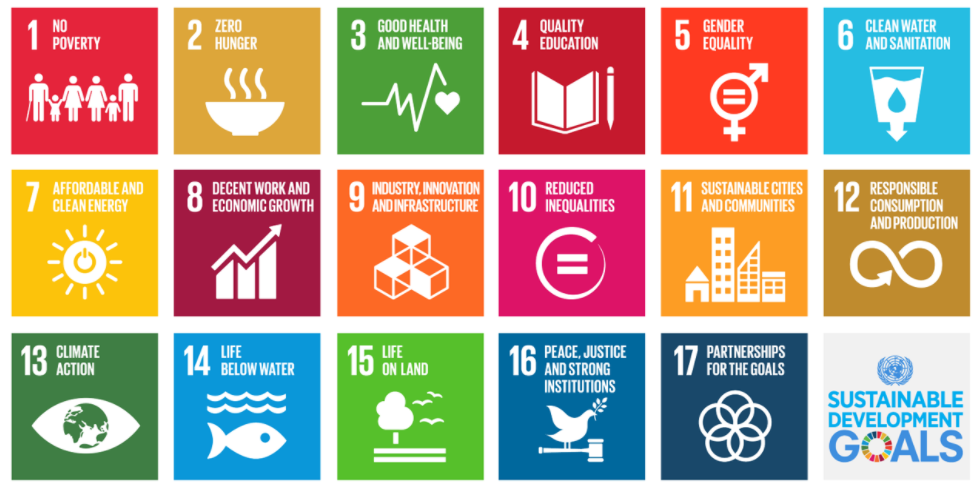 1 NO
POVERTY
2 ZERO
HUNGER
3 GOOD HEALTH
AND WELL-BEING
4 QUALITY
EDUCATION
5 GENDER
EQUALITY
6 CLEAN WATER
AND SANITATION
7 AFFORDABLE AND
CLEAN ENERGY
8 DECENT WORK AND
ECONOMIC GROWTH
9 INDUSTRY, INNOVATION
AND INFRASTRUCTURE
10 REDUCED
INEQUALITIES
11 SUSTAINABLE CITIES
AND COMMUNITIES
12 RESPONSIBLE
CONSUMPTION
AND PRODUCTION
13 CLIMATE
ACTION
14 LIFE
BELOW WATER
15 LIFE
ON LAND
16 PEACE, JUSTICE
AND STRONG
INSTITUTIONS
17 PARTNERSHIPS
FOR THE GOALS
SUSTAINABLE
DEVELOPMENT
GOALS